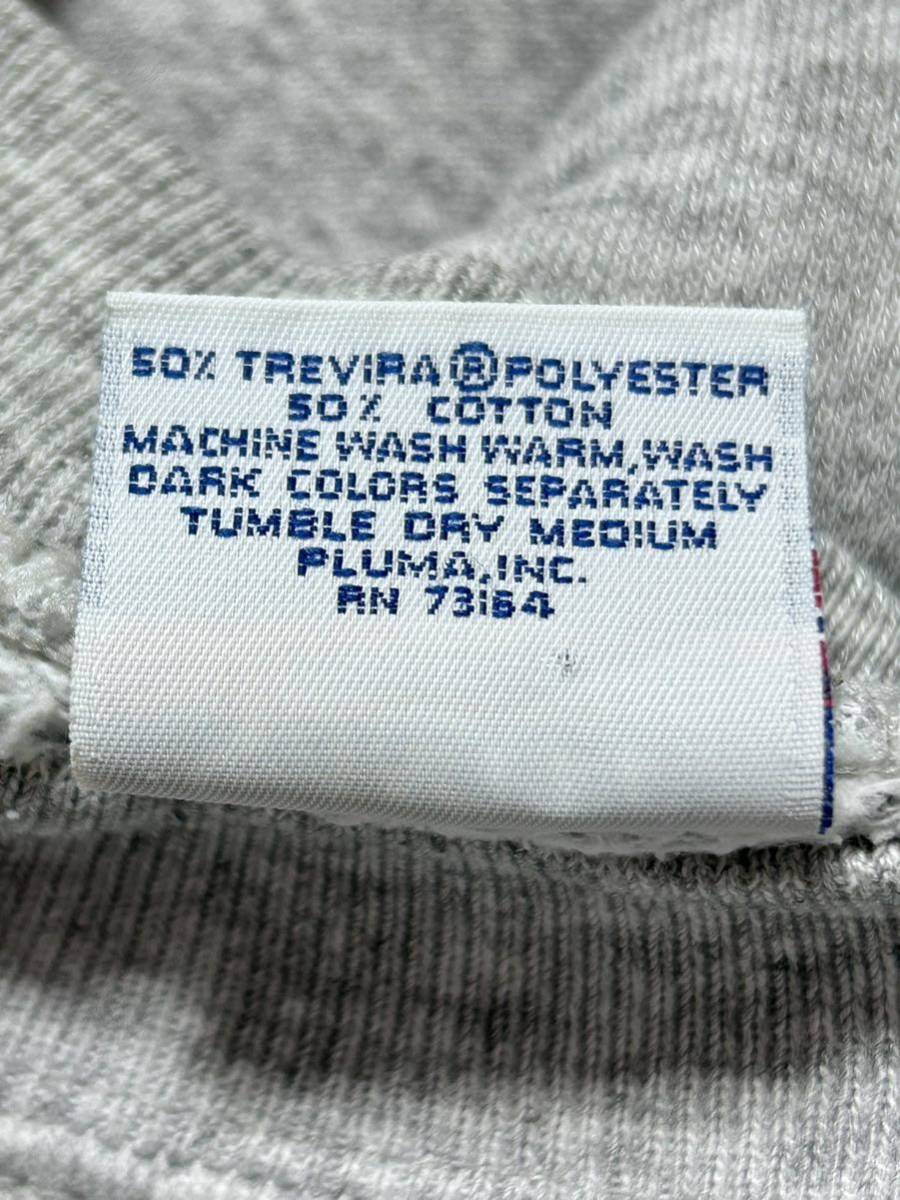 50% TREVIRA® POLYESTER
50% COTTON
MACHINE WASH WARM, WASH
DARK COLORS SEPARATELY
TUMBLE DRY MEDIUM
PLUMA, INC.
RN 73164